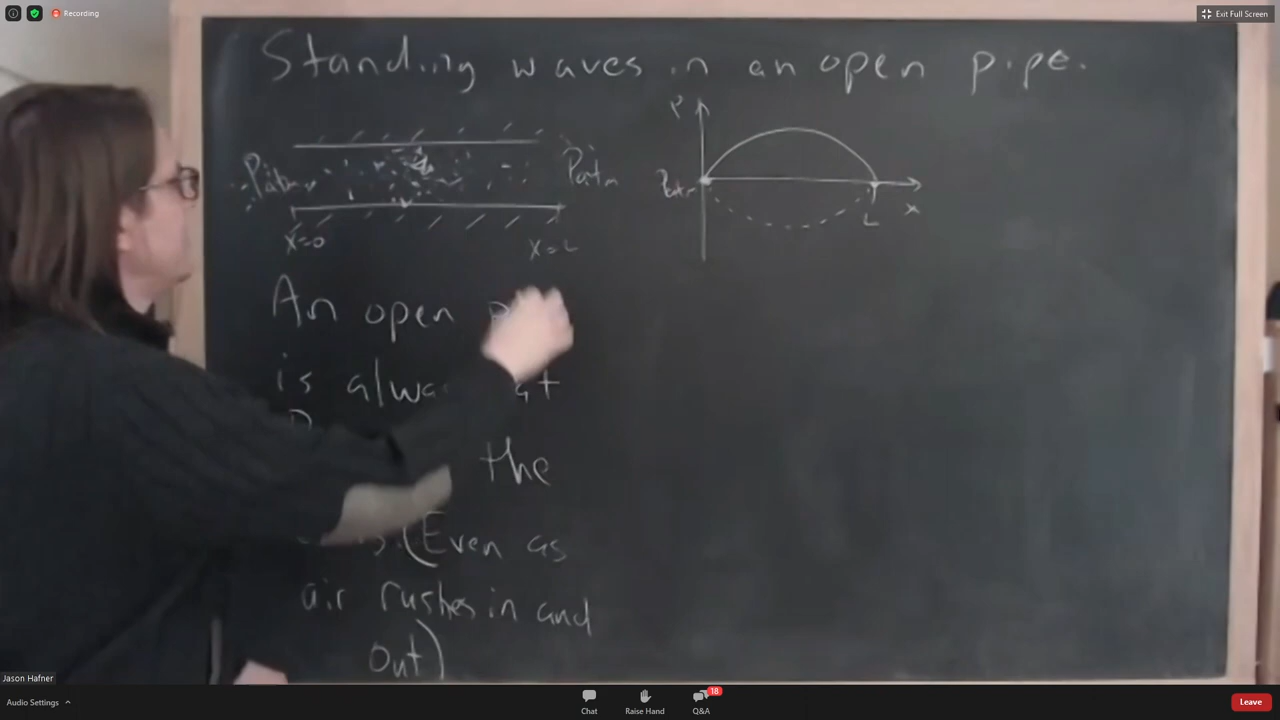 Recording
Exit Full Screen
Standing waves in an open pipe.
Patm
Patm
x=0
x=L
P
Patm
L
x
An open
is at
the
(Even as
air rushes in and
out)
Jason Hafner
Audio Settings
Chat
Raise Hand
18
Q&A
Leave